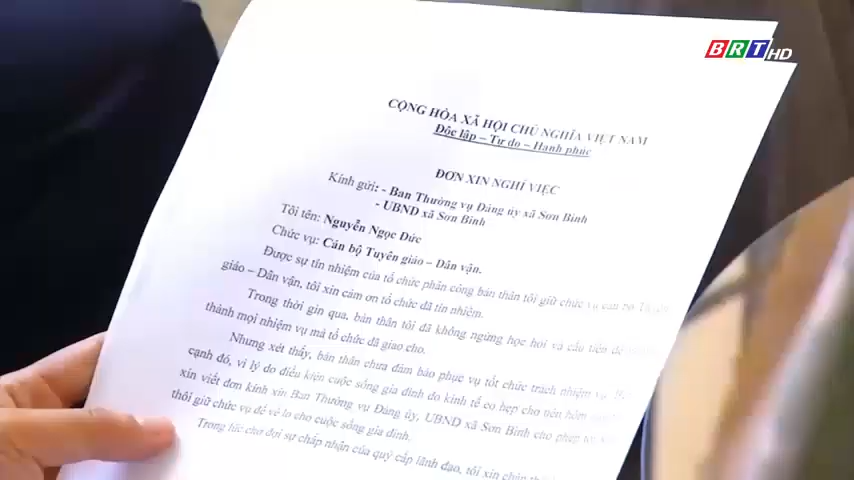 BRT HD
CỘNG HÒA XÃ HỘI CHỦ NGHĨA VIỆT NAM
Độc lập – Tự do – Hạnh phúc
ĐƠN XIN NGHỈ VIỆC
Kính gửi: - Ban Thường vụ Đảng ủy xã Sơn Bình
- UBND xã Sơn Bình
Tôi tên: Nguyễn Ngọc Đức
Chức vụ: Cán bộ Tuyên giáo – Dân vận.
Được sự tín nhiệm của tổ chức phân công bản thân tôi giữ chức vụ cán bộ
giáo – Dân vận, tôi xin cảm ơn tổ chức đã tín nhiệm.
Trong thời gin qua, bản thân tôi đã không ngừng học hỏi và cầu tiến để
thành mọi nhiệm vụ mà tổ chức đã giao cho.
Nhưng xét thấy, bản thân chưa đảm bảo phục vụ tốt chức trách nhiệm vụ.
cạnh đó, vì lý do điều kiện cuộc sống gia đình do kinh tế eo hẹp cho nên hôm
xin viết đơn kính xin Ban Thường vụ Đảng ủy, UBND xã Sơn Bình cho phép tôi
thôi giữ chức vụ để về lo cho cuộc sống gia đình.
Trong lúc chờ đợi sự chấp nhận của quý cấp lãnh đạo, tôi xin chân